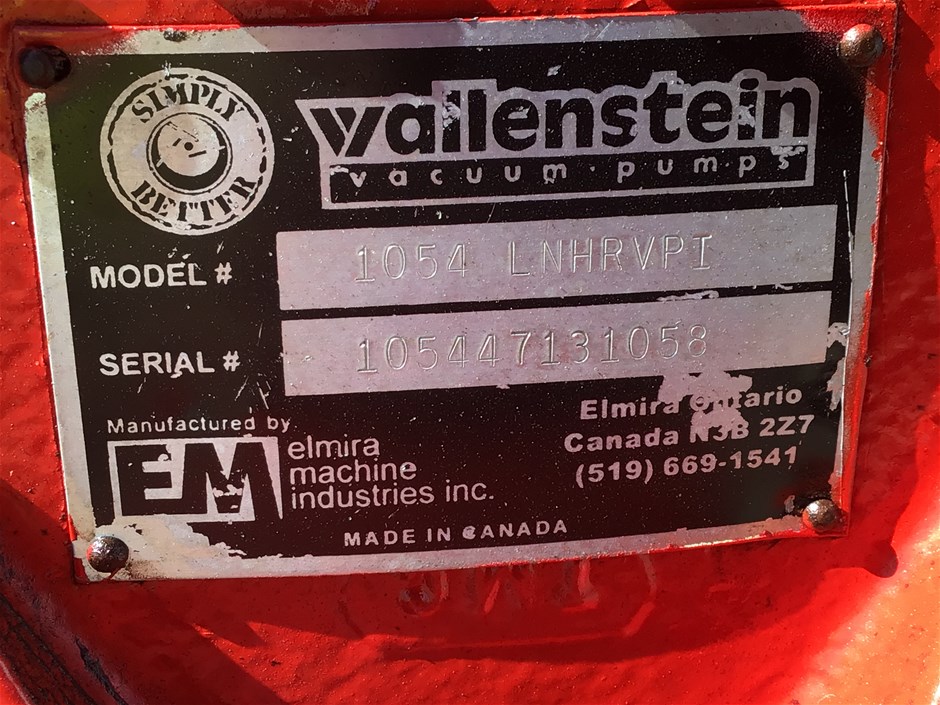 SIMPLY
BETTER
wallenstein
vacuum · pumps
MODEL # 1054 LNHRVPI
SERIAL # 105447131058
Manufactured by
EM
elmira
machine
industries inc.
Elmira Ontario
Canada N3B 2Z7
(519) 669-1541
MADE IN CANADA